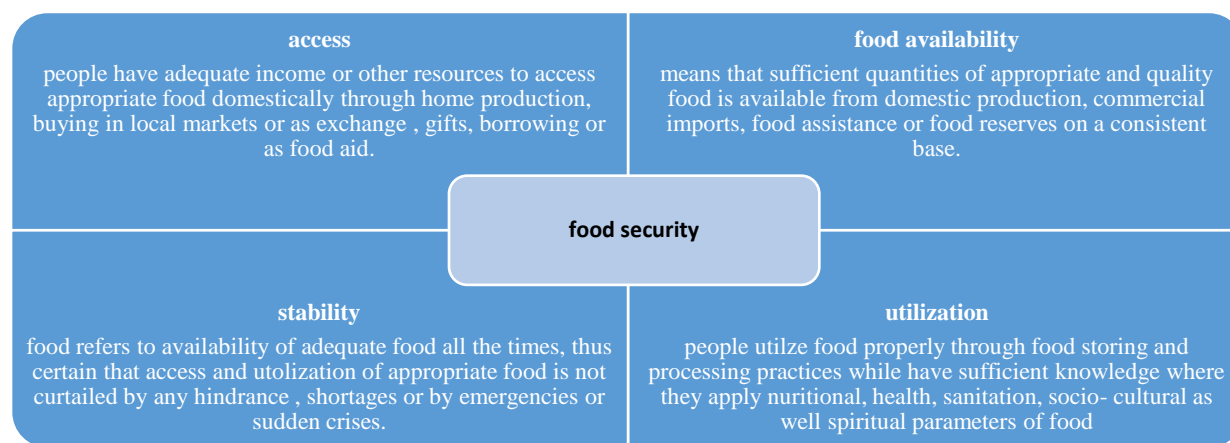 access
people have adequate income or other resources to access
appropriate food domestically through home production,
buying in local markets or as exchange , gifts, borrowing or
as food aid.
food availability
means that sufficient quantities of appropriate and quality
food is available from domestic production, commercial
imports, food assistance or food reserves on a consistent
base.
food security
stability
food refers to availability of adequate food all the times, thus
certain that access and utolization of appropriate food is not
curtailed by any hindrance , shortages or by emergencies or
sudden crises.
utilization
people utilze food properly through food storing and
processing practices while have sufficient knowledge where
they apply nuritional, health, sanitation, socio- cultural as
well spiritual parameters of food